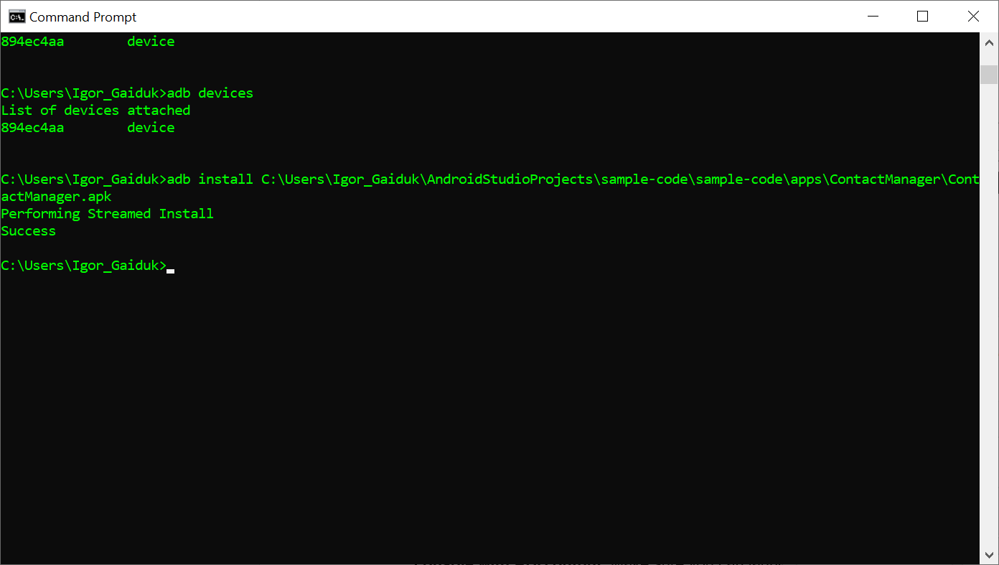 Command Prompt
894ec4aa        device
C:\Users\Igor_Gaiduk>adb devices
List of devices attached
894ec4aa        device
C:\Users\Igor_Gaiduk>adb install C:\Users\Igor_Gaiduk\AndroidStudioProjects\sample-code\sample-code\apps\ContactManager\Cont
actManager.apk
Performing Streamed Install
Success
C:\Users\Igor_Gaiduk>